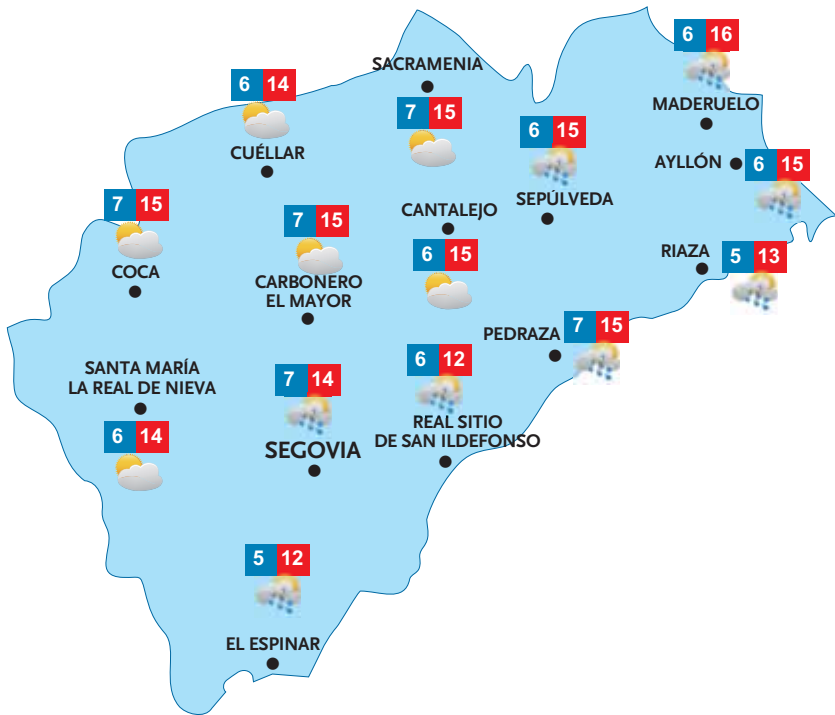 6 16
SACRAMENIA
6 14
MADERUELO
7 15
6 15
CUÉLLAR
AYLLÓN
6 15
7 15
SEPÚLVEDA
CANTALEJO
7 15
COCA
6 15
RIAZA
5 13
CARBONERO
EL MAYOR
PEDRAZA
7 15
SANTA MARÍA
LA REAL DE NIEVA
6 12
7 14
REAL SITIO
DE SAN ILDEFONSO
6 14
SEGOVIA
5 12
EL ESPINAR